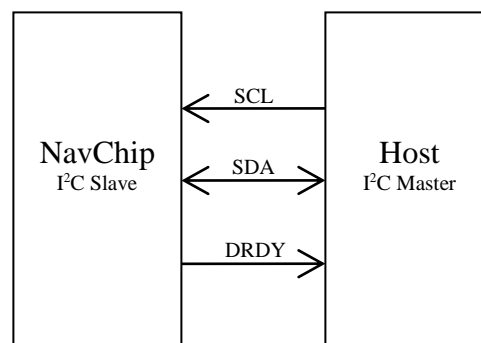 SCL
NavChip
I²C Slave
SDA
Host
I²C Master
DRDY